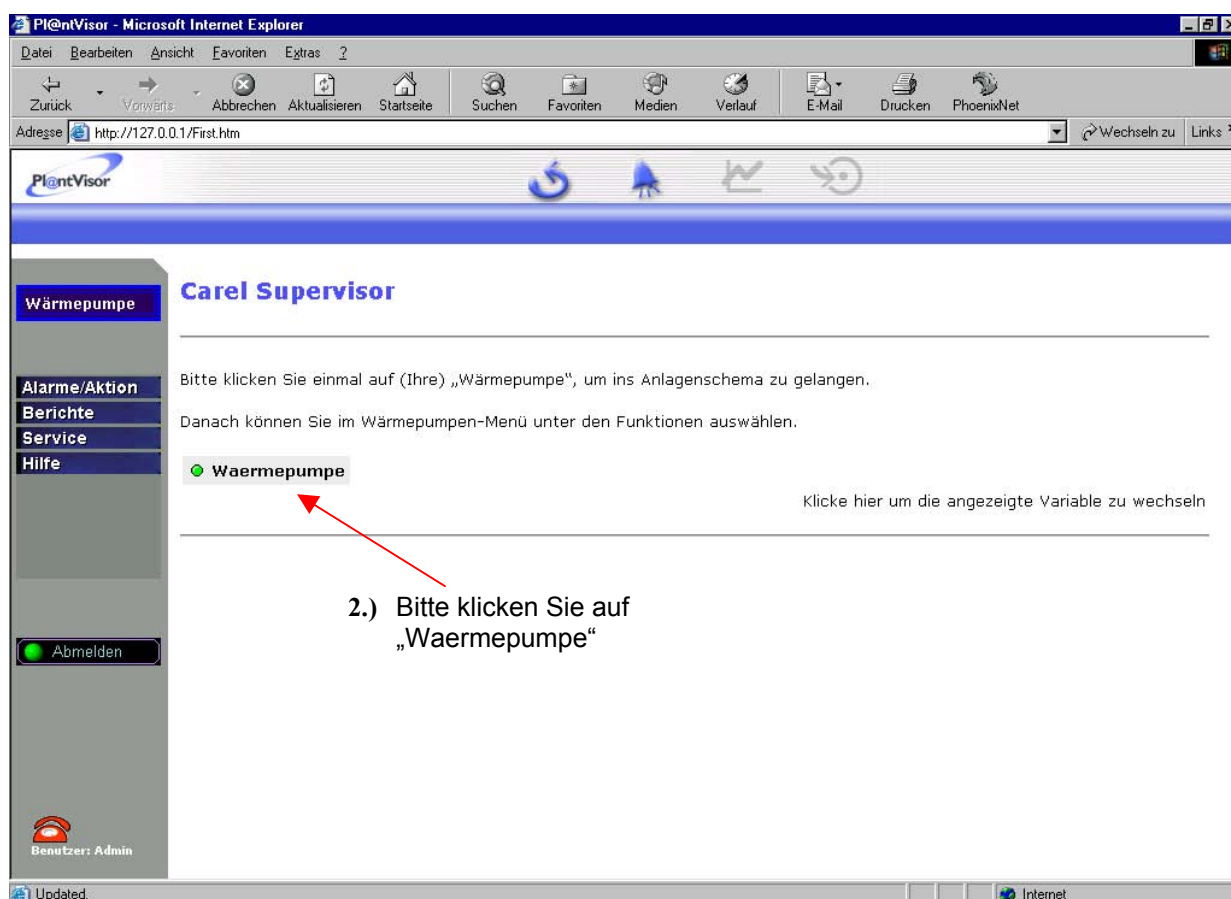 Pl@ntVisor - Microsoft Internet Explorer
Datei Bearbeiten Ansicht Favoriten Extras ?
Zurück Vorwärts Abbrechen Aktualisieren Startseite Suchen Favoriten Medien Verlauf E-Mail Drucken PhoenixNet
Adresse http://127.0.0.1/First.htm Wechseln zu Links
Pl@ntVisor
Wärmepumpe
Carel Supervisor
Alarme/Aktion
Berichte
Service
Hilfe
Bitte klicken Sie einmal auf (Ihre) „Wärmepumpe“, um ins Anlagenschema zu gelangen.
Danach können Sie im Wärmepumpen-Menü unter den Funktionen auswählen.
Waermepumpe
Klicke hier um die angezeigte Variable zu wechseln
2.) Bitte klicken Sie auf
„Waermepumpe“
Abmelden
Benutzer: Admin
Updated. Internet